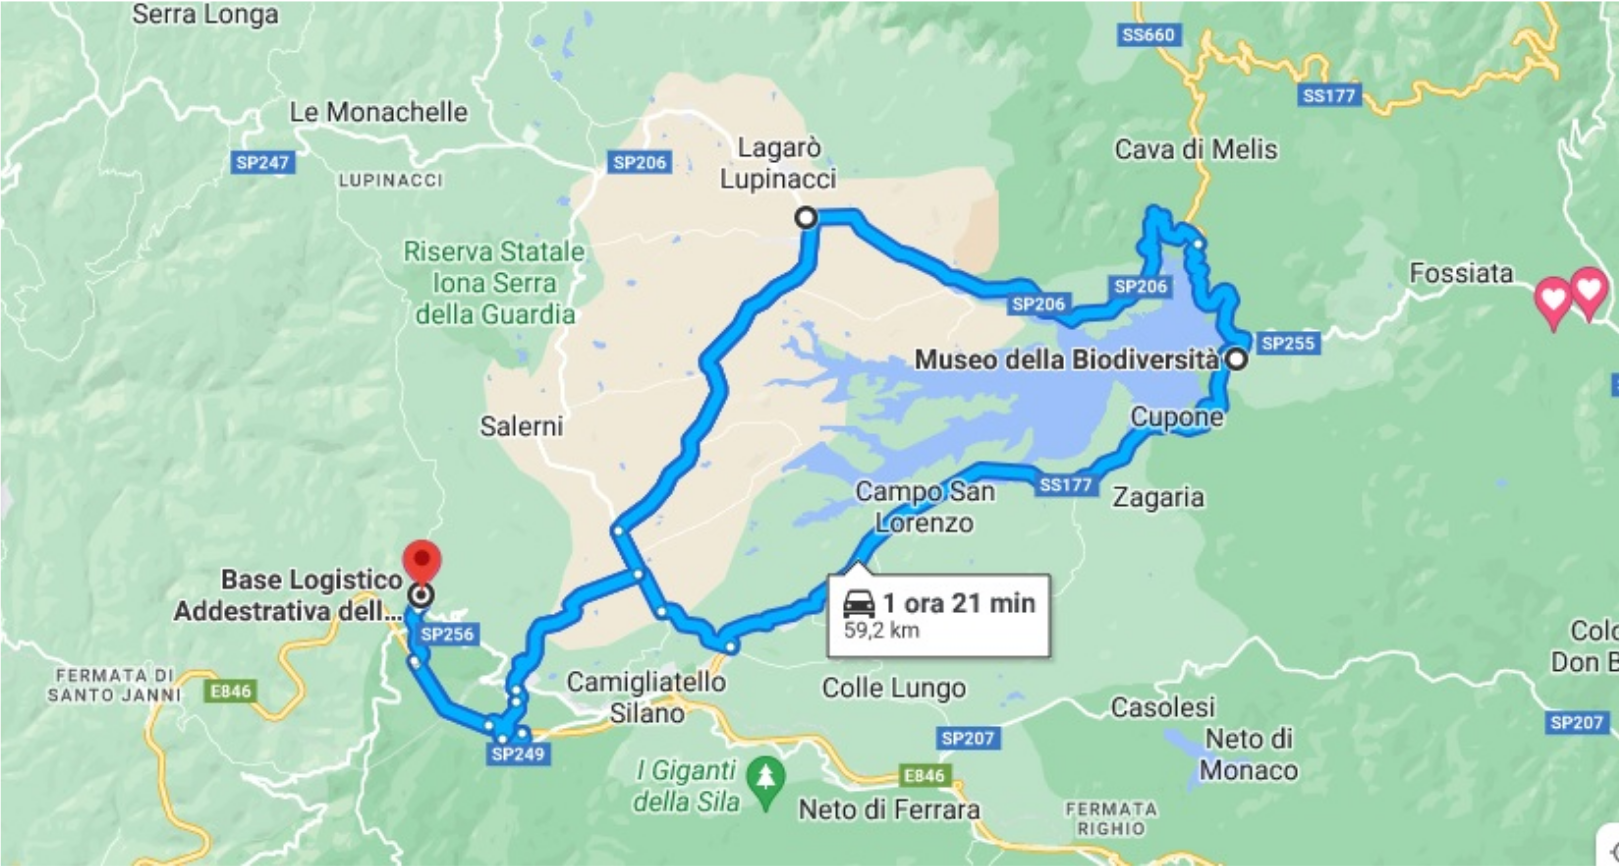 Serra Longa
SS660
SS177
Le Monachelle
Lagarò
Lupinacci
Cava di Melis
SP247
SP206
LUPINACCI
Riserva Statale
Iona Serra
della Guardia
Fossiata
SP206
SP206
SP255
Museo della Biodiversità
Salerni
Cupone
SS177
Campo San
Lorenzo
Zagaria
Base Logistico
Addestrativa dell...
1 ora 21 min
59,2 km
SP256
FERMATA DI
SANTO JANNI
E846
Camigliatello
Silano
Colle Lungo
Casolesi
Don B
SP207
SP207
SP249
Neto di
Monaco
I Giganti
della Sila
E846
Neto di Ferrara
FERMATA
RIGHIO